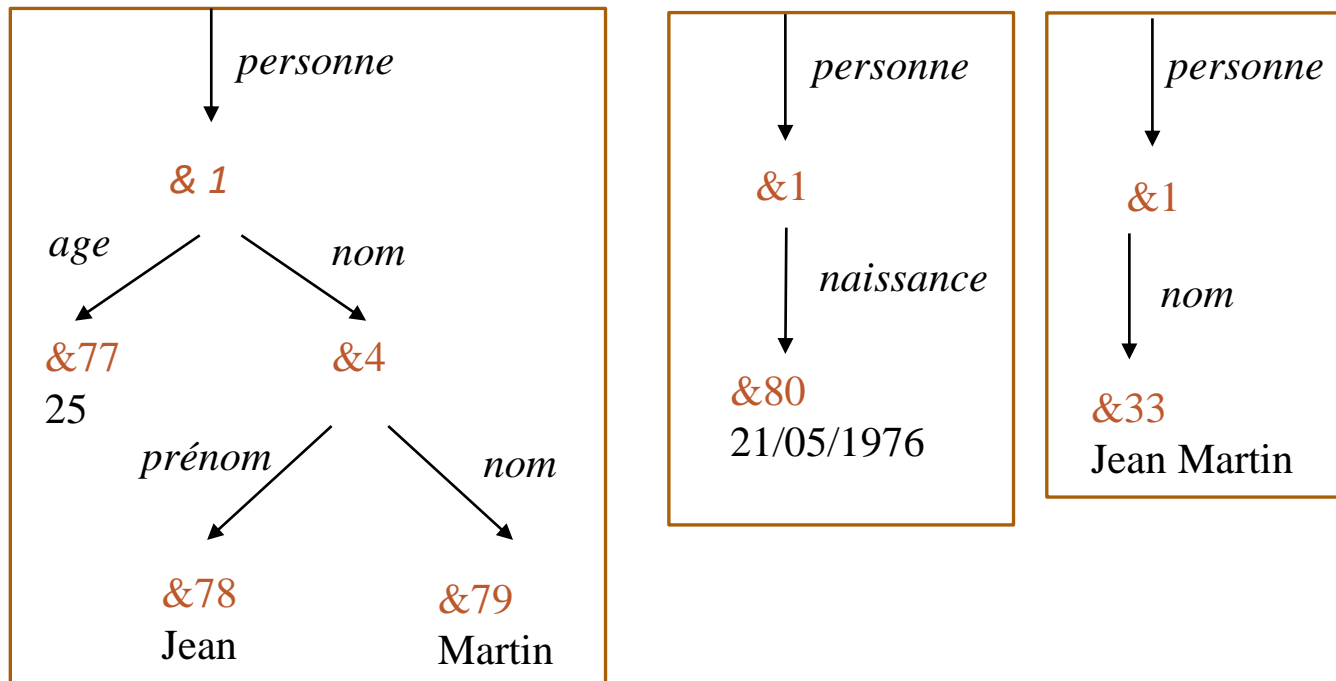 personne
& 1
age
nom
&77
25
&4
prénom
nom
&78
Jean
&79
Martin
personne
&1
naissance
&80
21/05/1976
personne
&1
nom
&33
Jean Martin